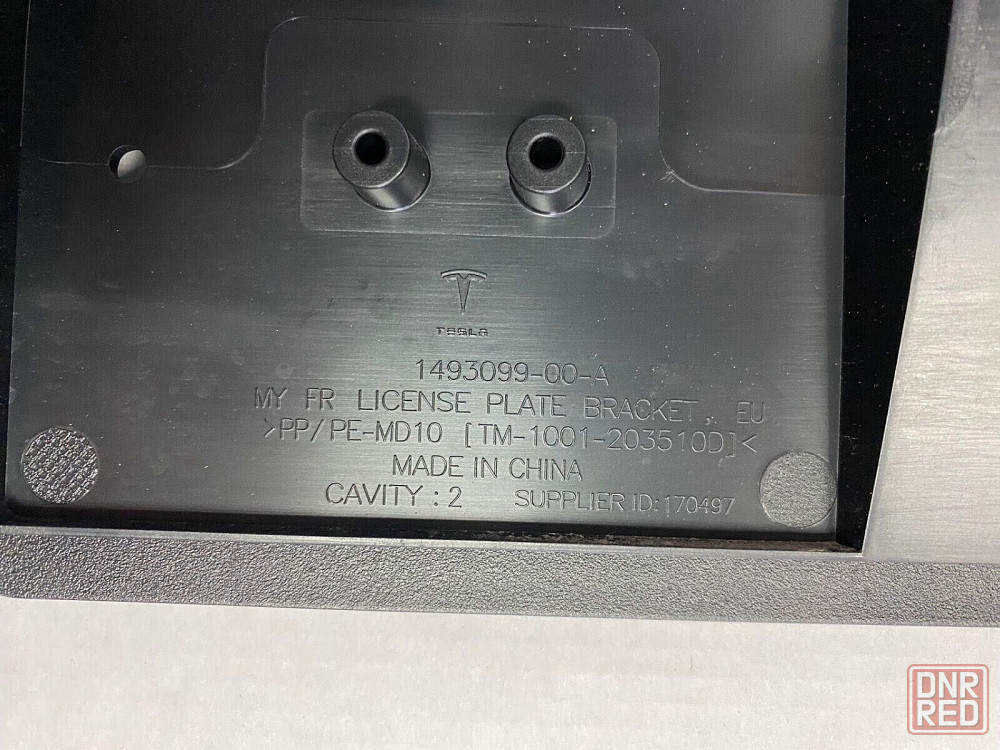 TESLA
1493099-00-A
MY FR LICENSE PLATE BRACKET, EU
>PP/PE-MD10 [TM-1001-203510D]<
MADE IN CHINA
CAVITY : 2 SUPPLIER ID: 170497
DNR
RED